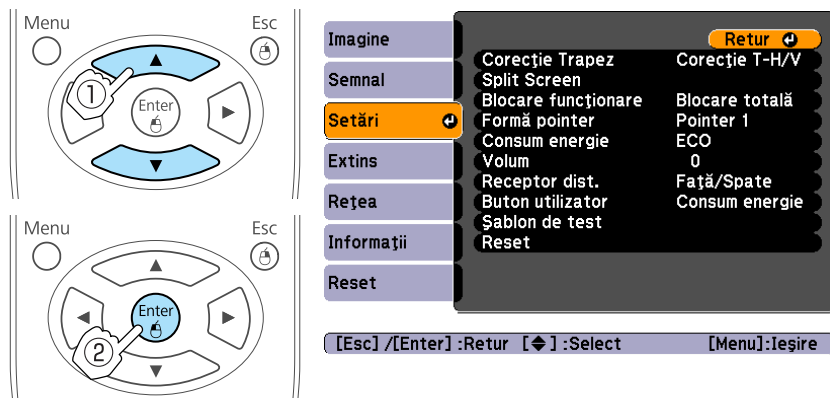 Menu Esc
1
Enter
Menu Esc
Enter
2
Imagine
Semnal
Setări
Extins
Reţea
Informaţii
Reset
Retur
Corecţie Trapez Corecţie T-H/V
Split Screen
Blocare funcţionare Blocare totală
Formă pointer Pointer 1
Consum energie ECO
Volum 0
Receptor dist. Faţă/Spate
Buton utilizator Consum energie
Şablon de test
Reset
[Esc] /[Enter] :Retur [◆] :Select [Menu]:Ieşire